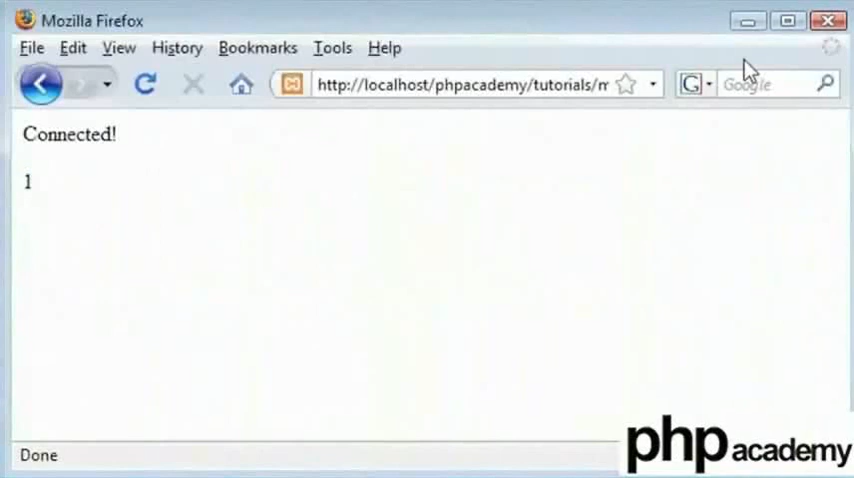 Mozilla Firefox
File Edit View History Bookmarks Tools Help
http://localhost/phpacademy/tutorials/m G Google
Connected!
1
Done
php academy